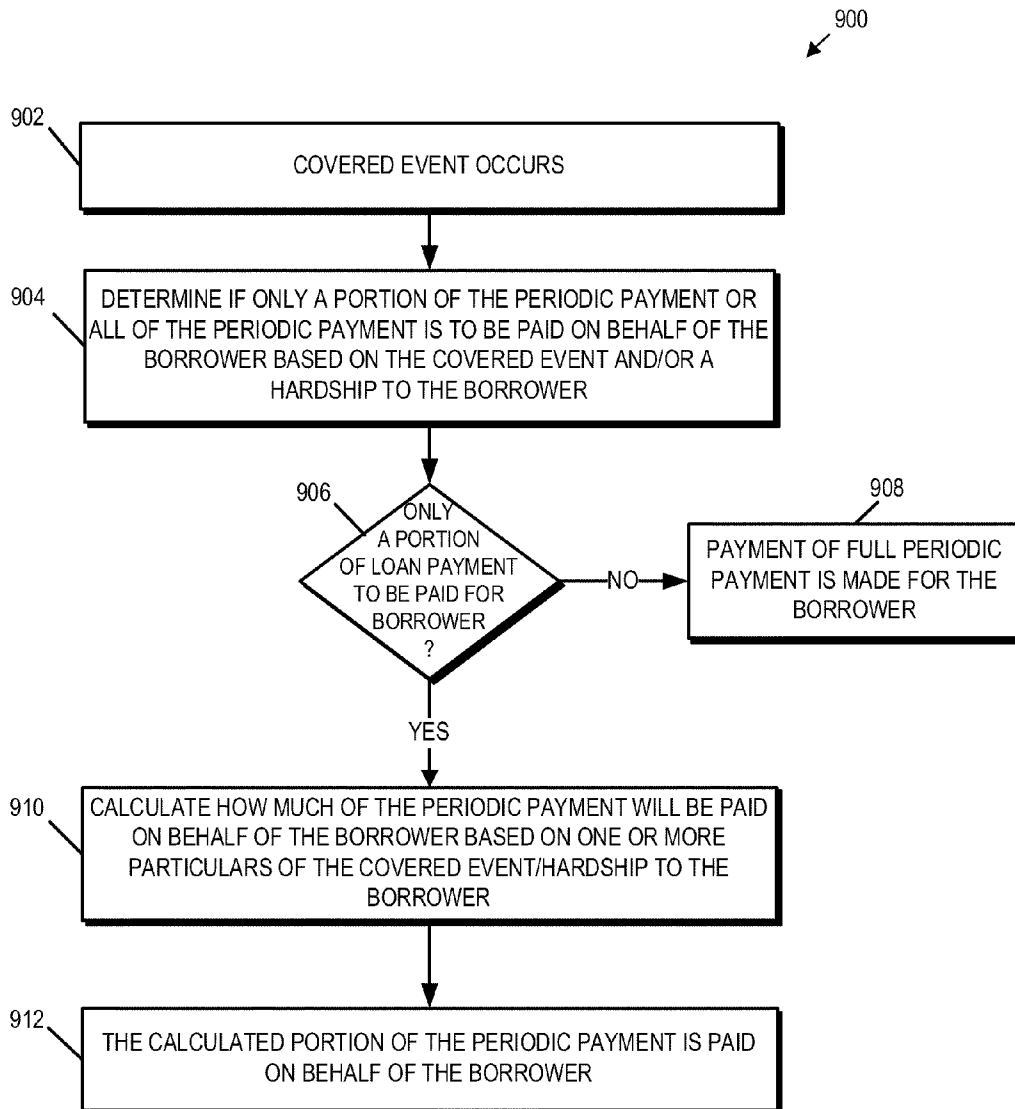 900
902
COVERED EVENT OCCURS
904
DETERMINE IF ONLY A PORTION OF THE PERIODIC PAYMENT OR
ALL OF THE PERIODIC PAYMENT IS TO BE PAID ON BEHALF OF THE
BORROWER BASED ON THE COVERED EVENT AND/OR A
HARDSHIP TO THE BORROWER
906
ONLY
A PORTION
OF LOAN PAYMENT
TO BE PAID FOR
BORROWER
?
NO
908
PAYMENT OF FULL PERIODIC
PAYMENT IS MADE FOR THE
BORROWER
YES
910
CALCULATE HOW MUCH OF THE PERIODIC PAYMENT WILL BE PAID
ON BEHALF OF THE BORROWER BASED ON ONE OR MORE
PARTICULARS OF THE COVERED EVENT/HARDSHIP TO THE
BORROWER
912
THE CALCULATED PORTION OF THE PERIODIC PAYMENT IS PAID
ON BEHALF OF THE BORROWER